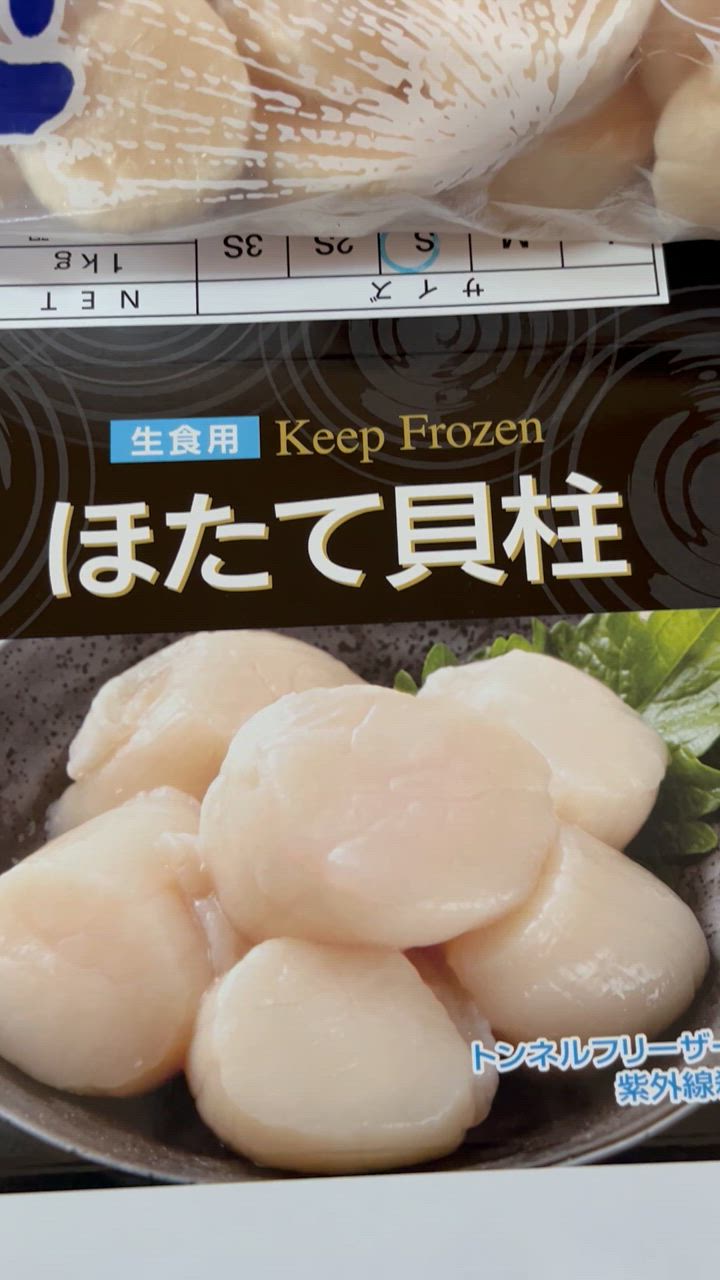 3S 2S S M
1kg
NET サイズ
生食用 Keep Frozen
ほたて貝柱
トンネルフリーザー
紫外線